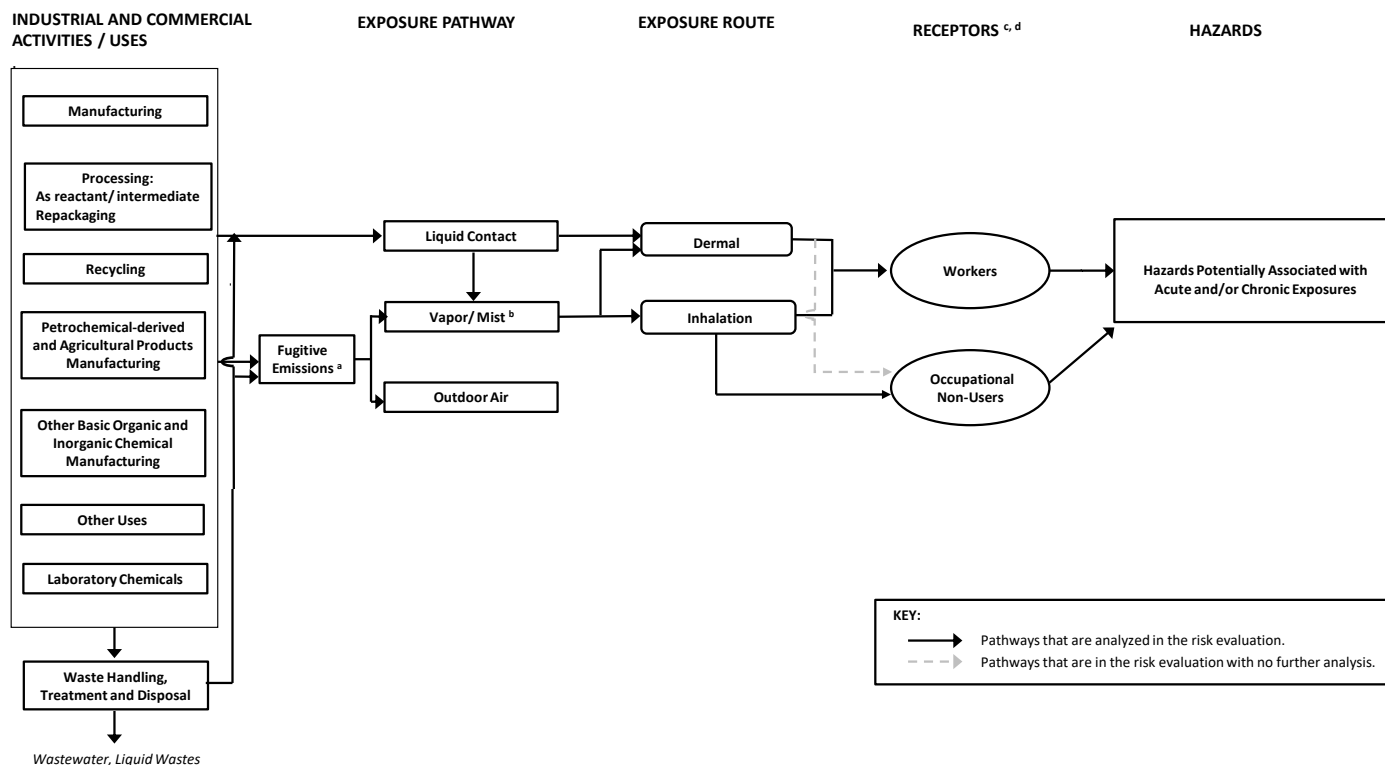 INDUSTRIAL AND COMMERCIAL
ACTIVITIES / USES
EXPOSURE PATHWAY
EXPOSURE ROUTE
RECEPTORS c, d
HAZARDS
Manufacturing
Processing:
As reactant/ intermediate
Repackaging
Recycling
Petrochemical-derived
and Agricultural Products
Manufacturing
Other Basic Organic and
Inorganic Chemical
Manufacturing
Other Uses
Laboratory Chemicals
Waste Handling,
Treatment and Disposal
Wastewater, Liquid Wastes
Fugitive
Emissions a
Liquid Contact
Vapor/ Mist b
Outdoor Air
Dermal
Inhalation
Workers
Occupational
Non-Users
Hazards Potentially Associated with
Acute and/or Chronic Exposures
KEY:
Pathways that are analyzed in the risk evaluation.
Pathways that are in the risk evaluation with no further analysis.